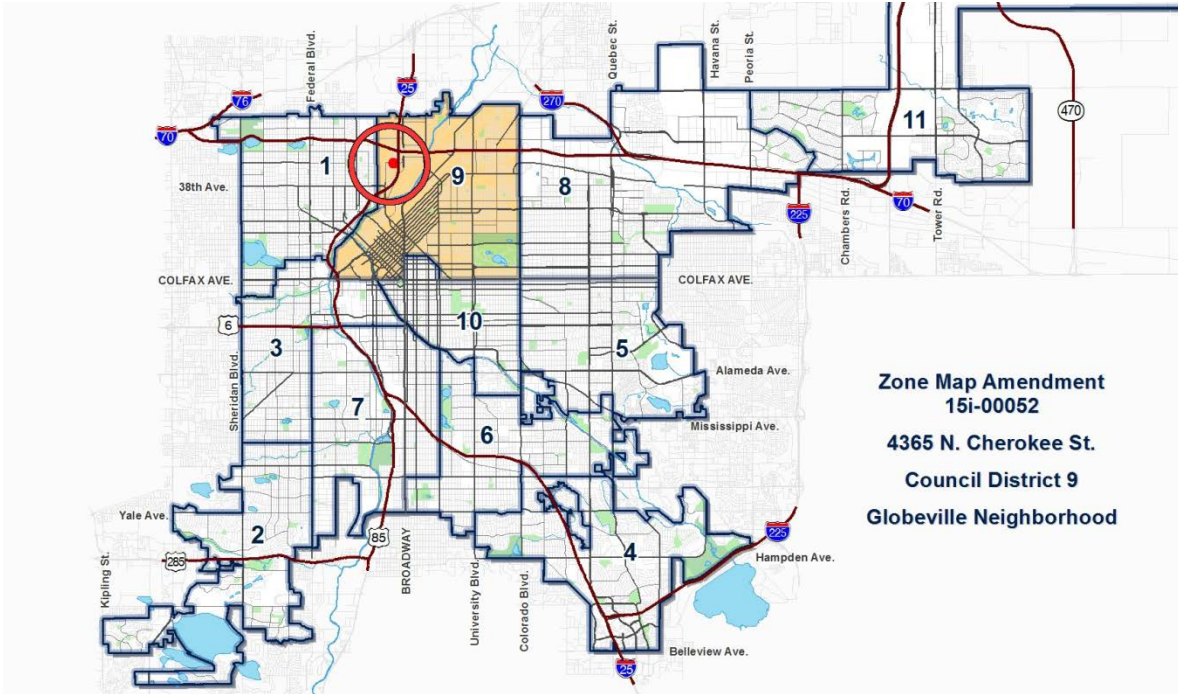 Federal Blvd.
25
76
70
270
Quebec St.
Havana St.
Peoria St.
470
11
1
9
8
38th Ave.
225
Chambers Rd.
70
Tower Rd.
COLFAX AVE.
COLFAX AVE.
6
10
3
5
Sheridan Blvd.
Alameda Ave.
7
Mississippi Ave.
6
Zone Map Amendment
15i-00052
4365 N. Cherokee St.
Council District 9
Globeville Neighborhood
Yale Ave.
2
285
85
BROADWAY
University Blvd.
Colorado Blvd.
4
225
Hampden Ave.
Kipling St.
Belleview Ave.
25